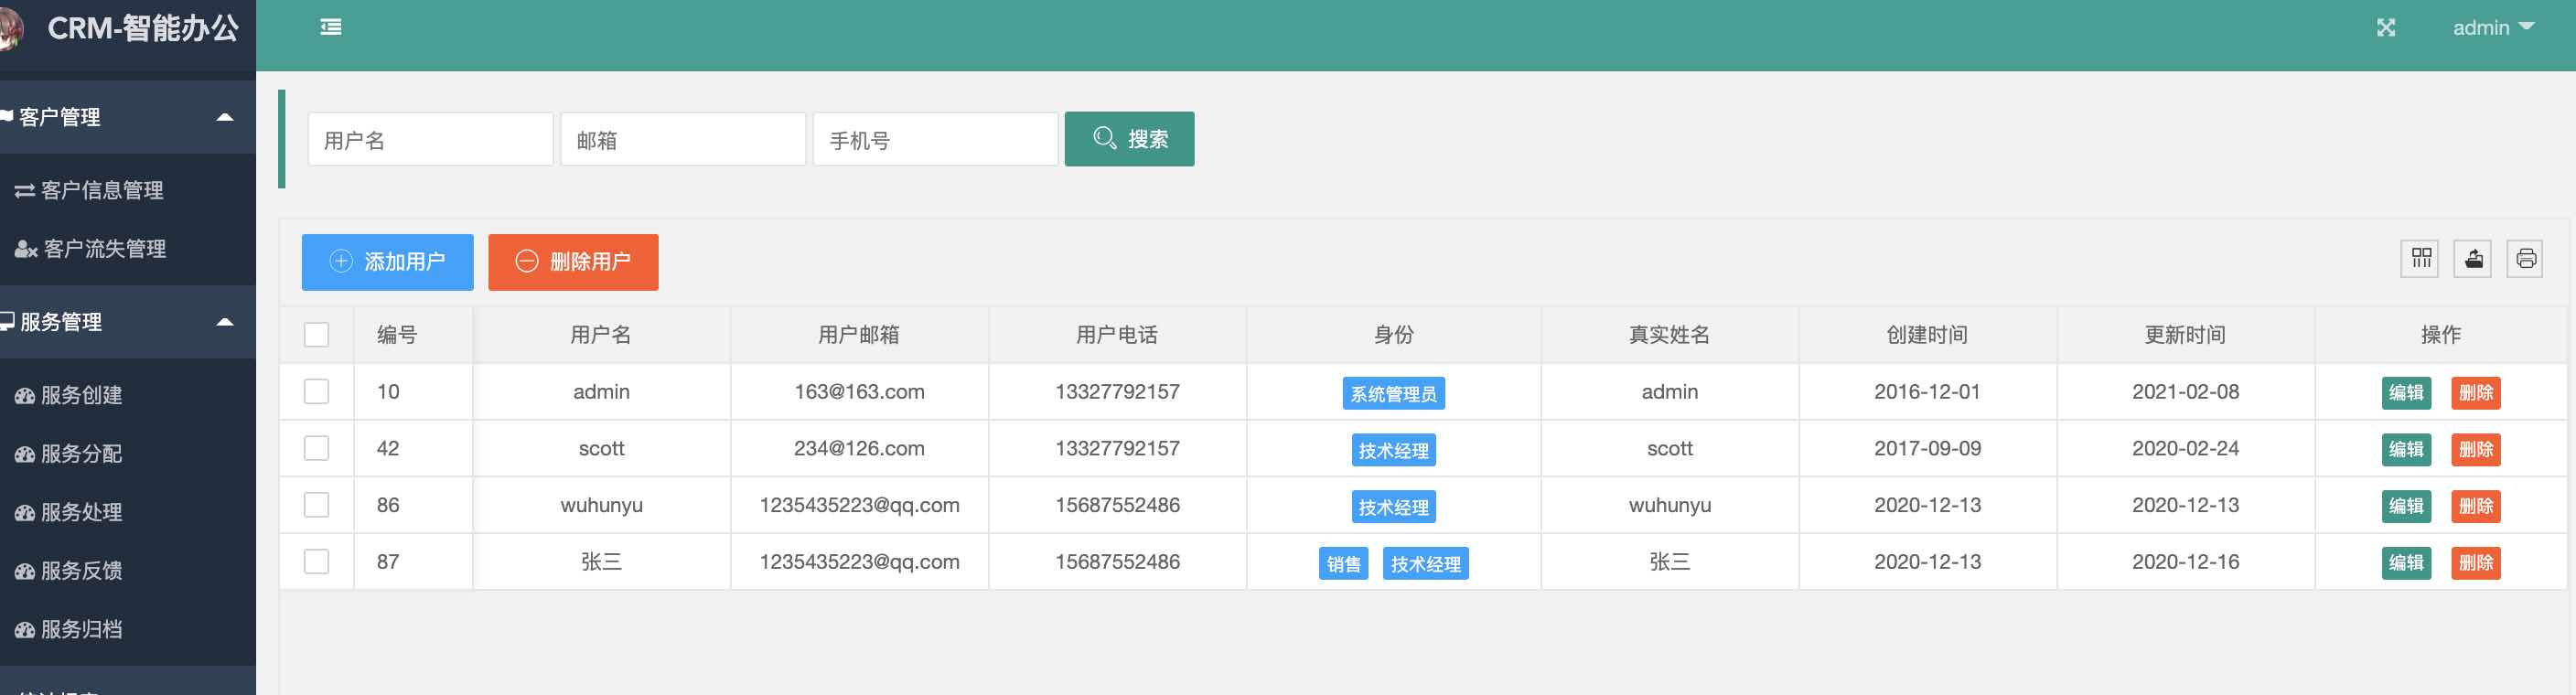 CRM-智能办公
admin
客户管理
客户信息管理
客户流失管理
服务管理
服务创建
服务分配
服务处理
服务反馈
服务归档
用户名 邮箱 手机号 搜索
添加用户 删除用户
编号 用户名 用户邮箱 用户电话 身份 真实姓名 创建时间 更新时间 操作
10 admin 163@163.com 13327792157 系统管理员 admin 2016-12-01 2021-02-08 编辑 删除
42 scott 234@126.com 13327792157 技术经理 scott 2017-09-09 2020-02-24 编辑 删除
86 wuhunyu 1235435223@qq.com 15687552486 技术经理 wuhunyu 2020-12-13 2020-12-13 编辑 删除
87 张三 1235435223@qq.com 15687552486 销售 技术经理 张三 2020-12-13 2020-12-16 编辑 删除